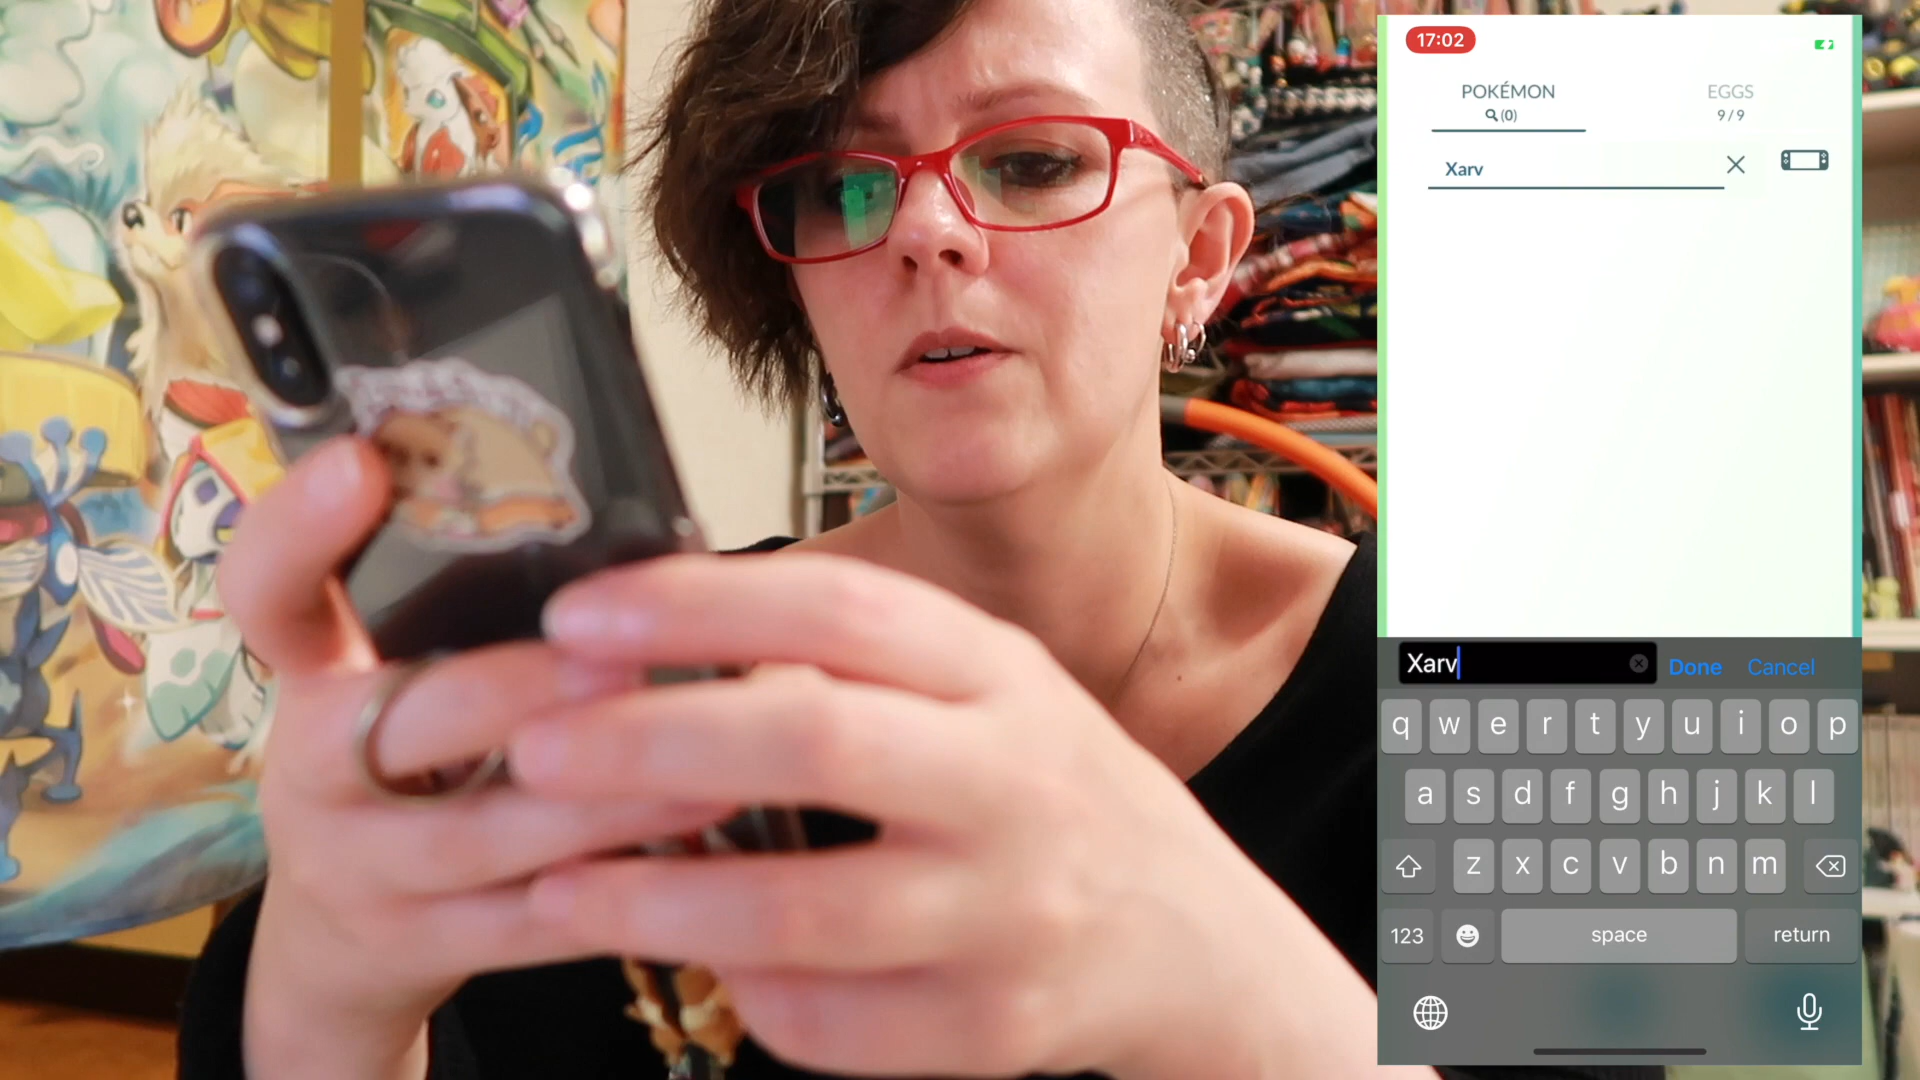 17:02
POKÉMON EGGS
(0) 9 / 9
Xarv
Xarv Done Cancel
q w e r t y u i o p
a s d f g h j k l
z x c v b n m
123 space return